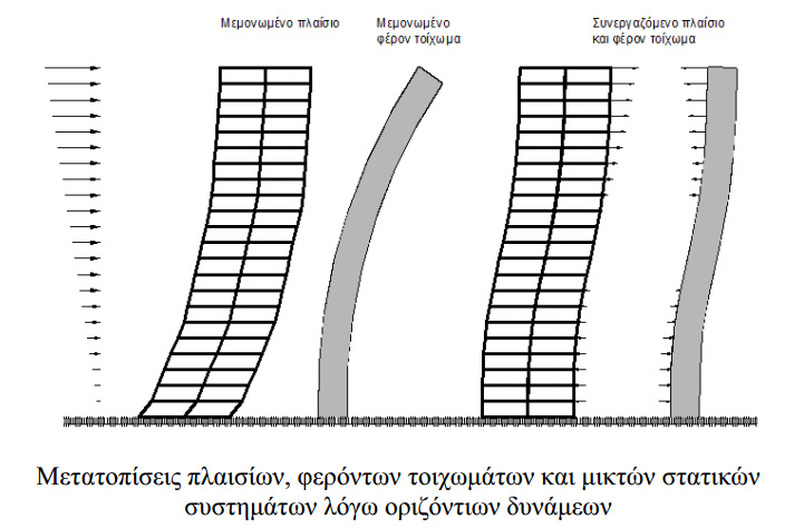 Μεμονωμένο πλαίσιο
Μεμονωμένο
φέρον τοίχωμα
Συνεργαζόμενο πλαίσιο
και φέρον τοίχωμα
Μετατοπίσεις πλαισίων, φερόντων τοιχωμάτων και μικτών στατικών
συστημάτων λόγω οριζόντιων δυνάμεων